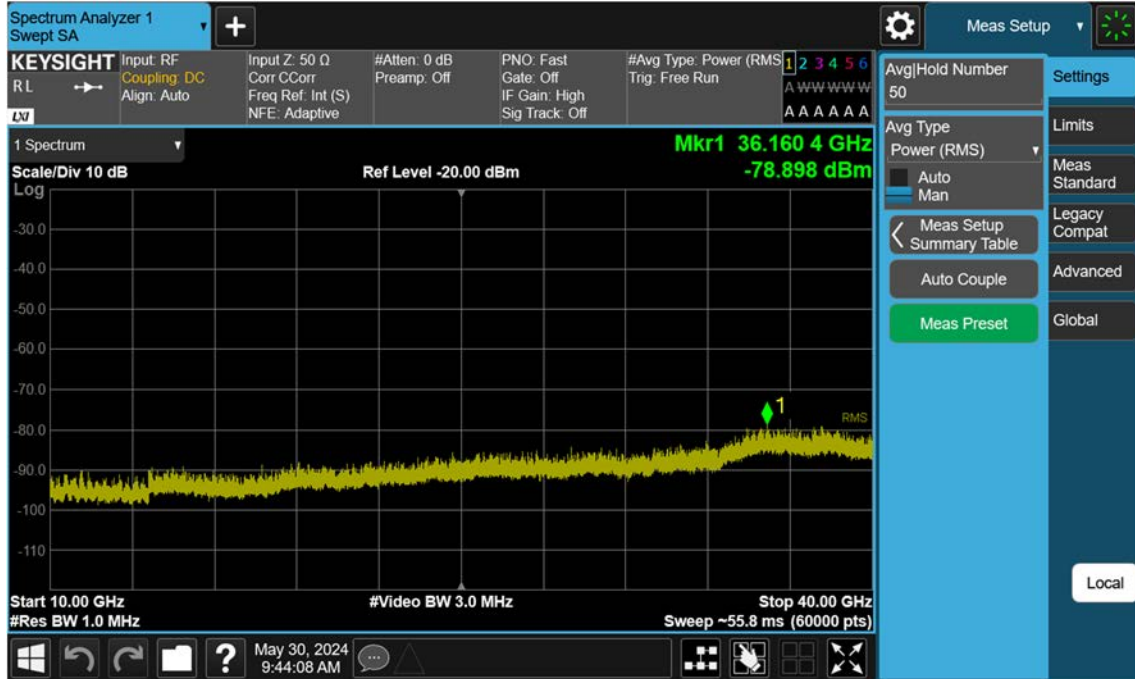 Spectrum Analyzer 1
Swept SA
Meas Setup
KEYSIGHT
R L
LXI
Input: RF
Coupling: DC
Align: Auto
Input Z: 50 Ω
Corr CCorr
Freq Ref: Int (S)
NFE: Adaptive
#Atten: 0 dB
Preamp: Off
PNO: Fast
Gate: Off
IF Gain: High
Sig Track: Off
#Avg Type: Power (RMS
Trig: Free Run
1 2 3 4 5 6
A W W W W W
A A A A A A
1 Spectrum
Scale/Div 10 dB
Ref Level -20.00 dBm
Mkr1 36.160 4 GHz
-78.898 dBm
Log
-30.0
-40.0
-50.0
-60.0
-70.0
-80.0
-90.0
-100
-110
1
RMS
Start 10.00 GHz
#Res BW 1.0 MHz
#Video BW 3.0 MHz
Stop 40.00 GHz
Sweep ~55.8 ms (60000 pts)
Avg|Hold Number
50
Avg Type
Power (RMS)
Auto
Man
Meas Setup
Summary Table
Auto Couple
Meas Preset
Settings
Limits
Meas
Standard
Legacy
Compat
Advanced
Global
Local
?
May 30, 2024
9:44:08 AM